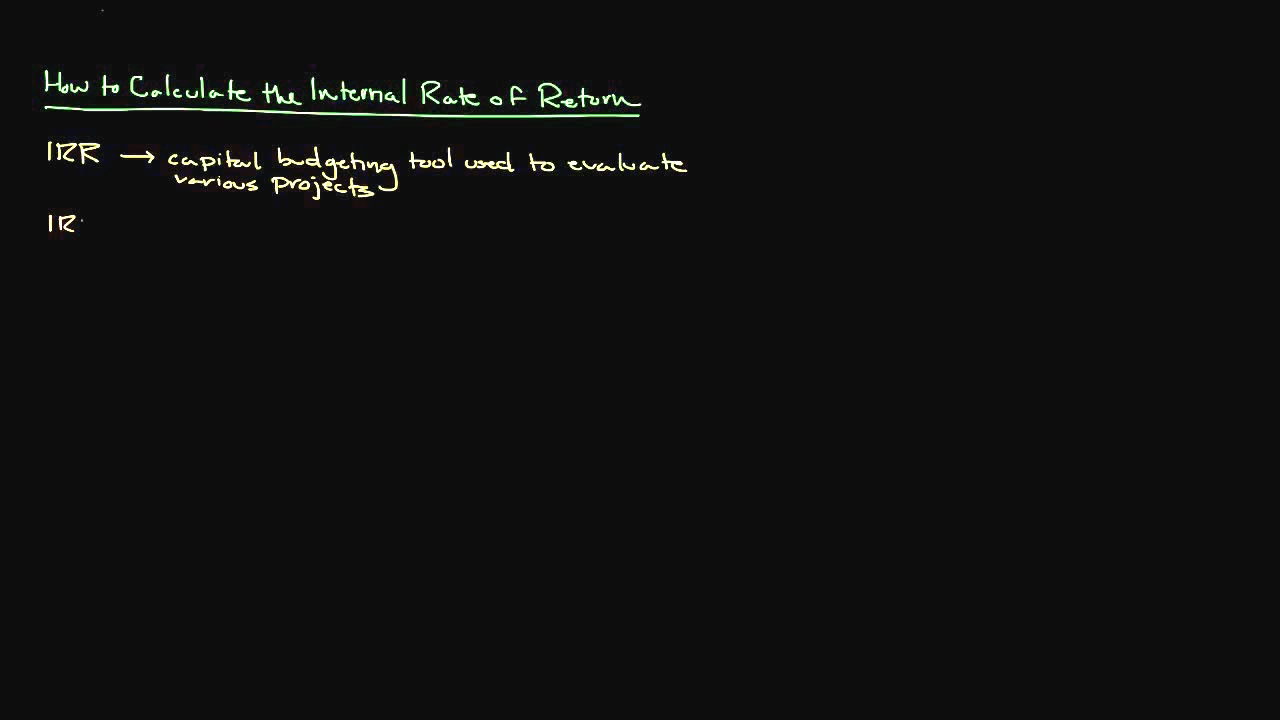 How to Calculate the Internal Rate of Return
IRR → capital budgeting tool used to evaluate
various projects
IR